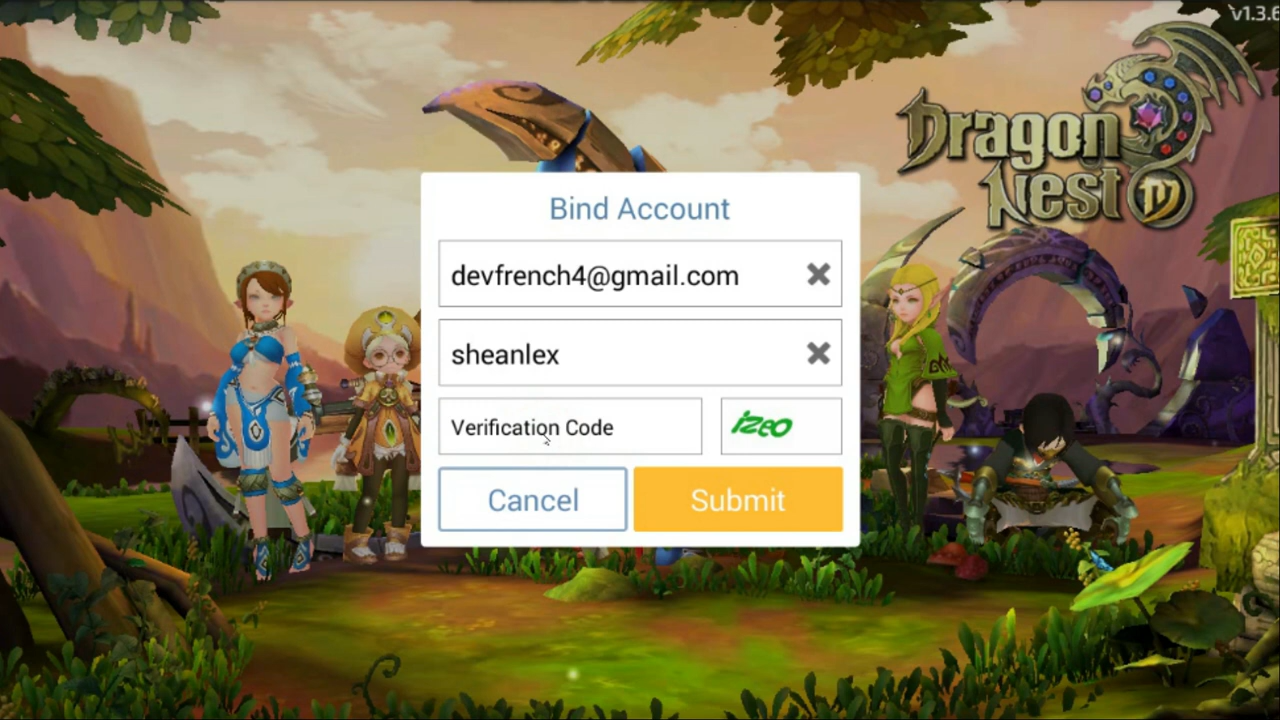 v1.3.6
Dragon
Nest M
Bind Account
devfrench4@gmail.com
sheanlex
Verification Code
izeo
Cancel
Submit